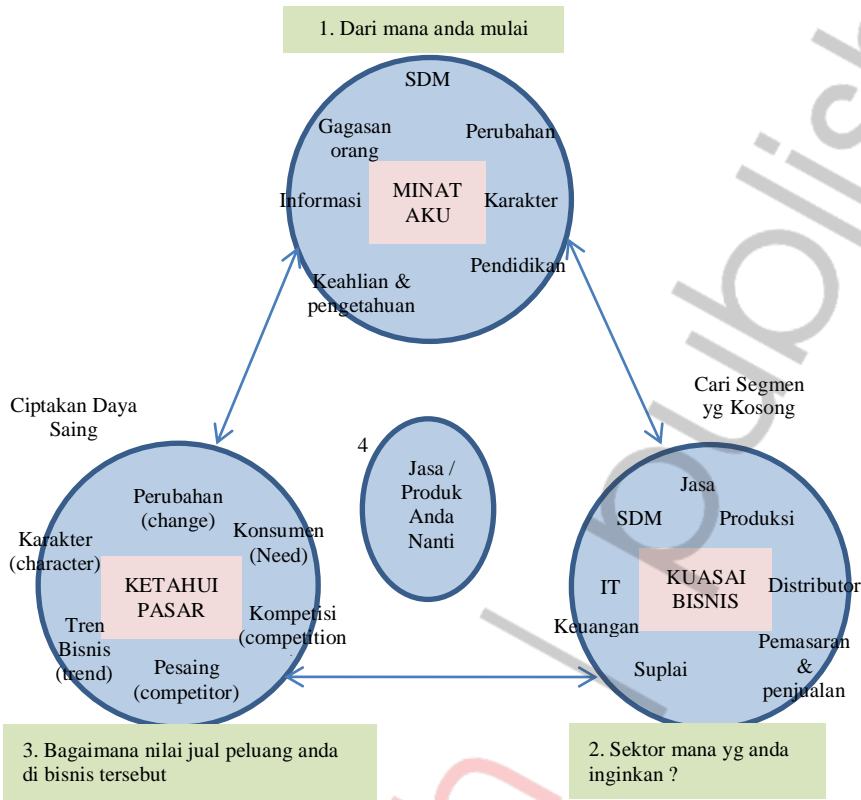 1. Dari mana anda mulai
SDM
Gagasan
orang
Perubahan
Informasi
MINAT
AKU
Karakter
Keahlian &
pengetahuan
Pendidikan
Ciptakan Daya
Saing
Cari Segmen
yg Kosong
4
Jasa /
Produk
Anda
Nanti
Perubahan
(change)
Karakter
(character)
Konsumen
(Need)
KETAHUI
PASAR
Tren
Bisnis
(trend)
Kompetisi
(competition
Pesaing
(competitor)
Jasa
SDM
Produksi
IT
KUASAI
BISNIS
Distributor
Keuangan
Suplai
Pemasaran
&
penjualan
3. Bagaimana nilai jual peluang anda
di bisnis tersebut
2. Sektor mana yg anda
inginkan ?